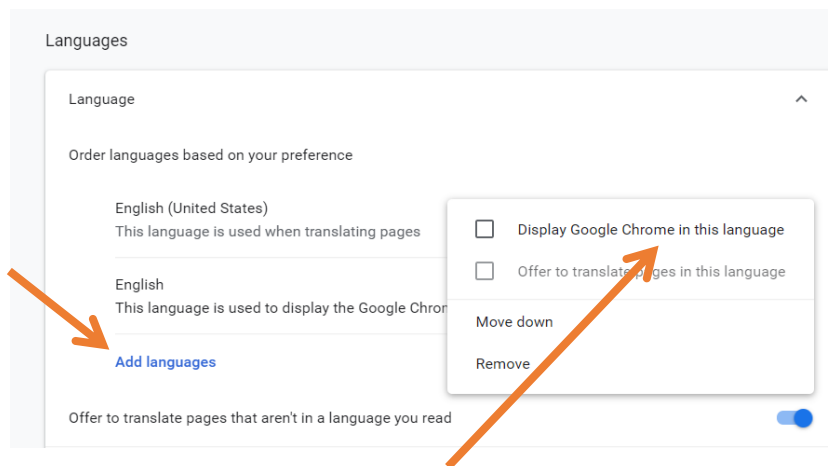 Languages
Language
Order languages based on your preference
English (United States)
This language is used when translating pages
English
This language is used to display the Google Chrom
Add languages
Display Google Chrome in this language
Offer to translate pages in this language
Move down
Remove
Offer to translate pages that aren't in a language you read